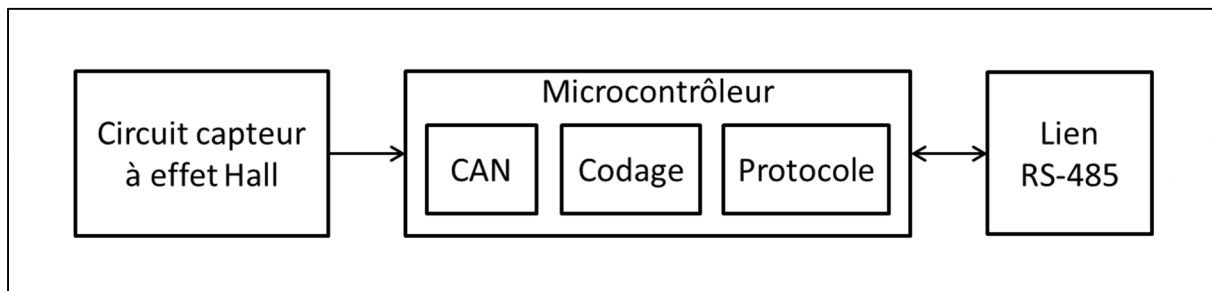 Circuit capteur
à effet Hall
Microcontrôleur
CAN
Codage
Protocole
Lien
RS-485